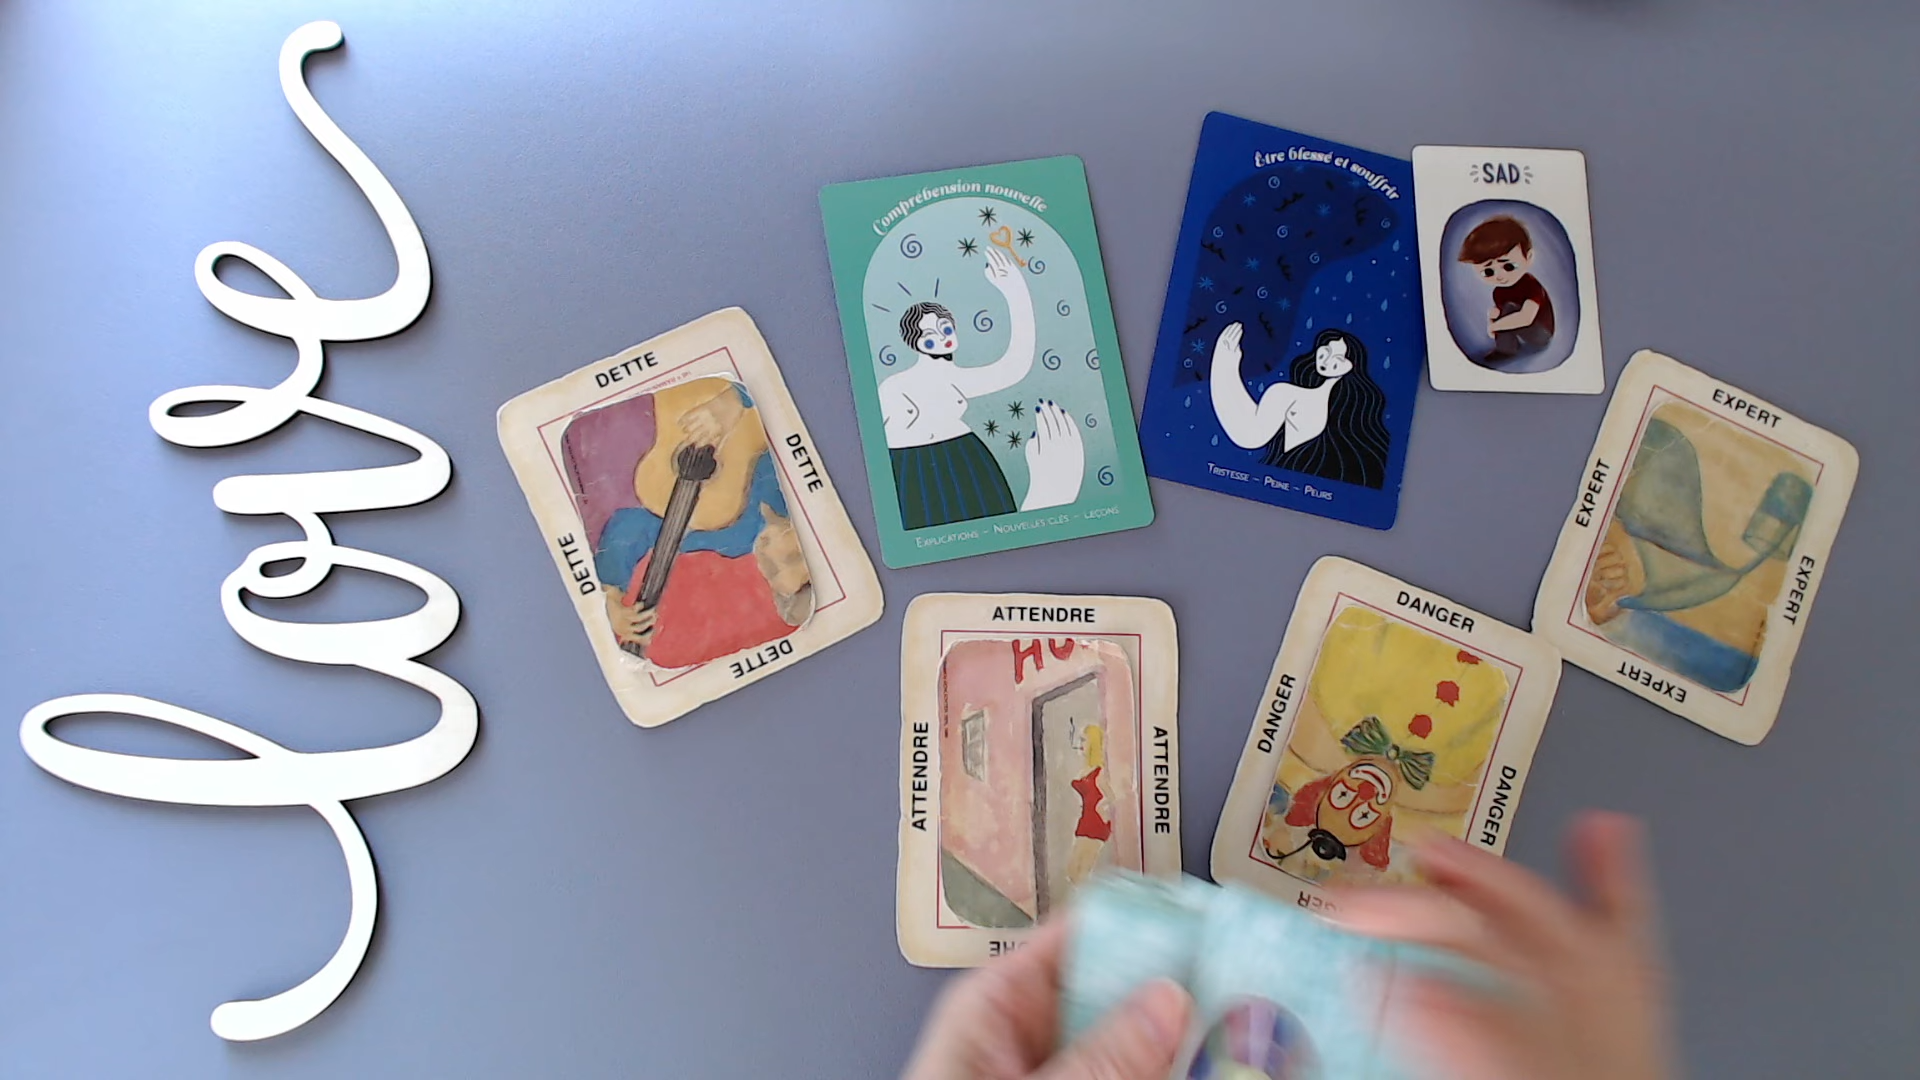 love
DETTE
DETTE
DETTE
DETTE
Compréhension nouvelle
Explications – Nouvelles clés – leçons
Être blessé et souffrir
Tristesse – Peine – Peurs
SAD
EXPERT
EXPERT
EXPERT
EXPERT
ATTENDRE
ATTENDRE
ATTENDRE
HO
DANGER
DANGER
DANGER